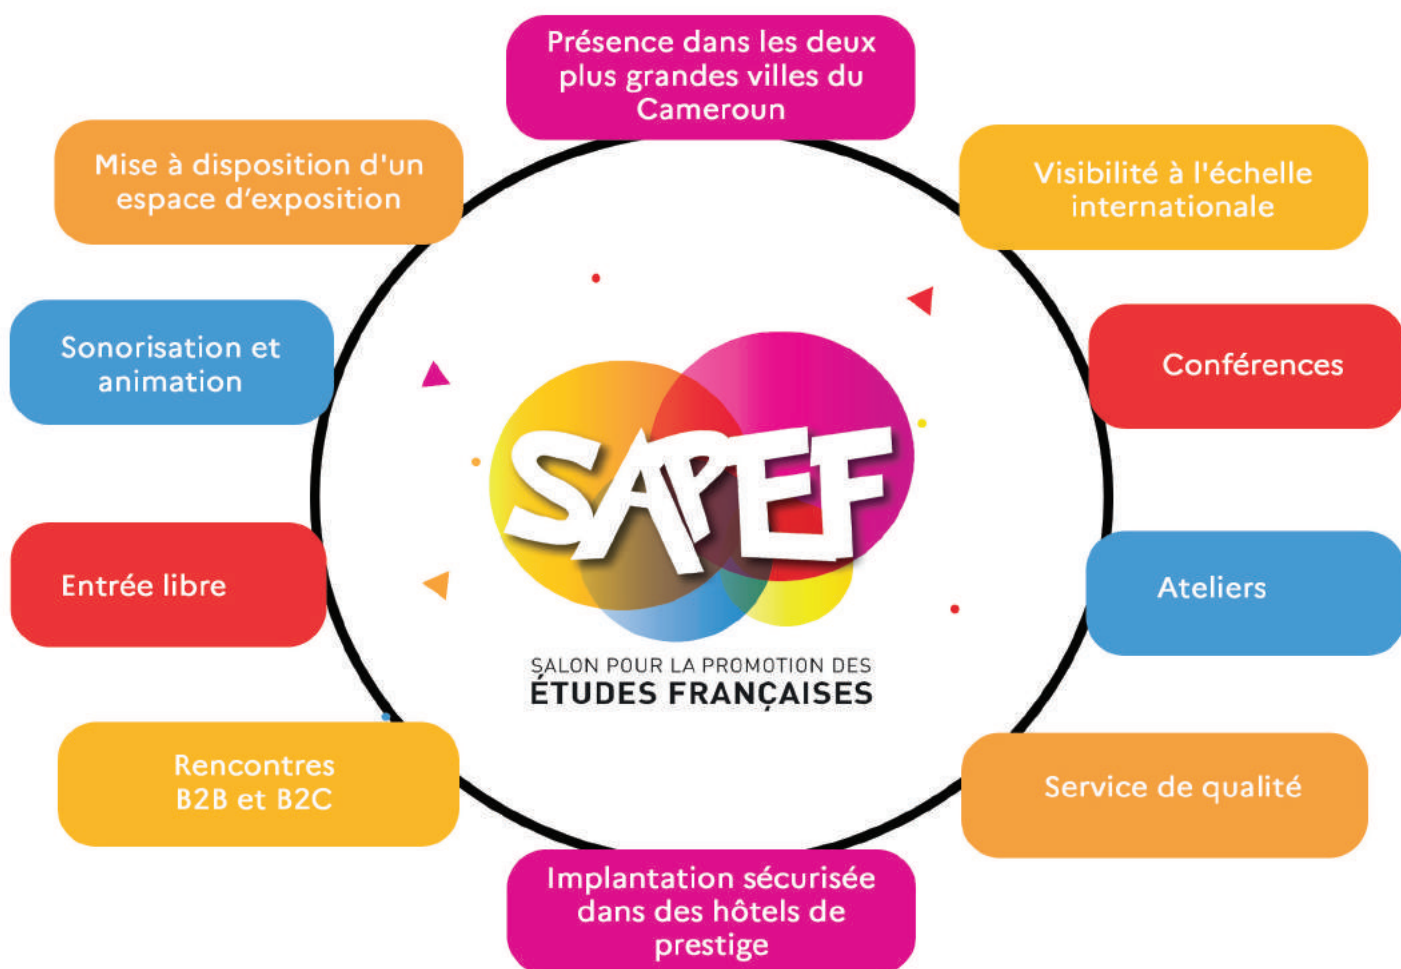 Présence dans les deux
plus grandes villes du
Cameroun
Mise à disposition d'un
espace d’exposition
Visibilité à l'échelle
internationale
Sonorisation et
animation
Conférences
SAPEF
Entrée libre
Ateliers
SALON POUR LA PROMOTION DES
ÉTUDES FRANÇAISES
Rencontres
B2B et B2C
Service de qualité
Implantation sécurisée
dans des hôtels de
prestige